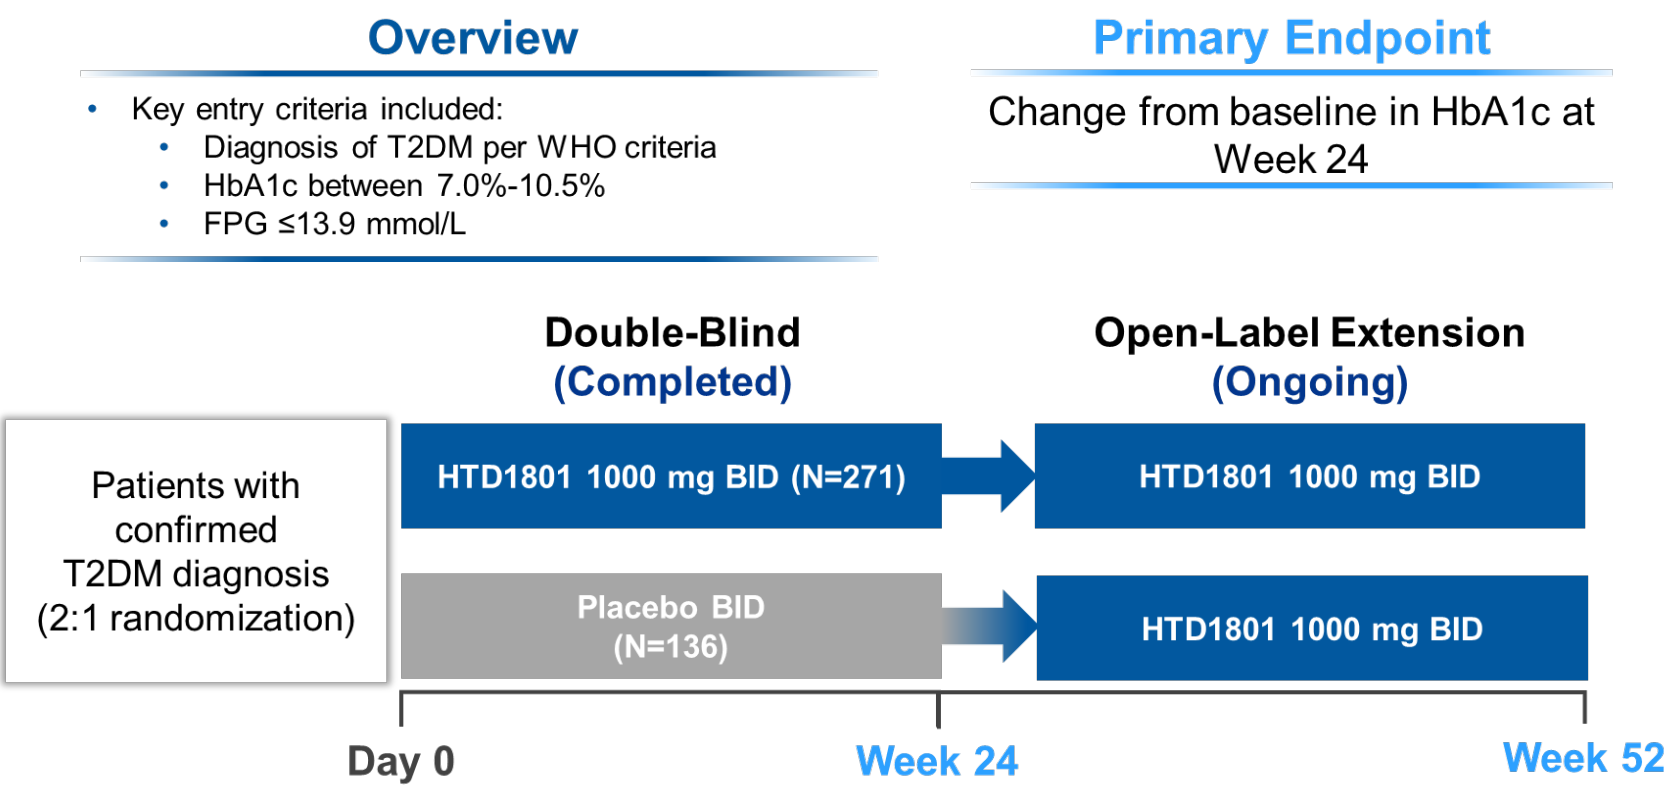 Overview
• Key entry criteria included:
• Diagnosis of T2DM per WHO criteria
• HbA1c between 7.0%-10.5%
• FPG ≤13.9 mmol/L
Primary Endpoint
Change from baseline in HbA1c at
Week 24
Double-Blind
(Completed)
Open-Label Extension
(Ongoing)
Patients with
confirmed
T2DM diagnosis
(2:1 randomization)
HTD1801 1000 mg BID (N=271)
HTD1801 1000 mg BID
Placebo BID
(N=136)
HTD1801 1000 mg BID
Day 0
Week 24
Week 52